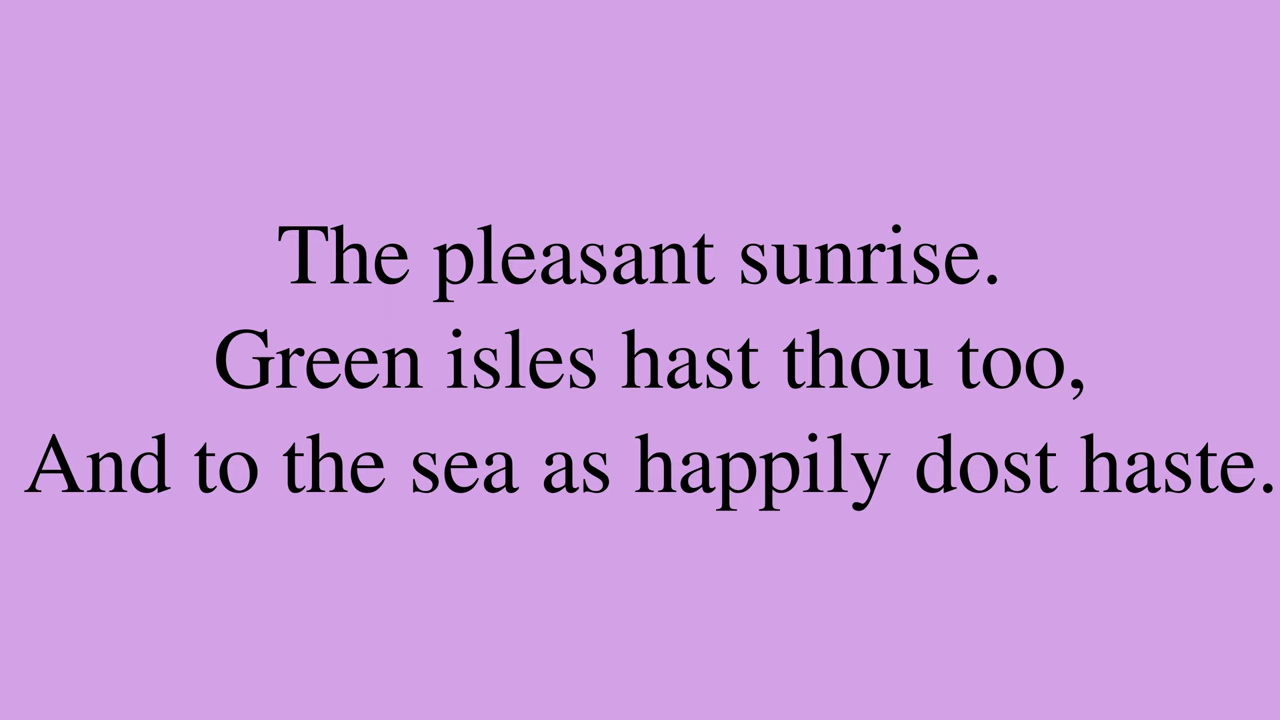 The pleasant sunrise.
Green isles hast thou too,
And to the sea as happily dost haste.